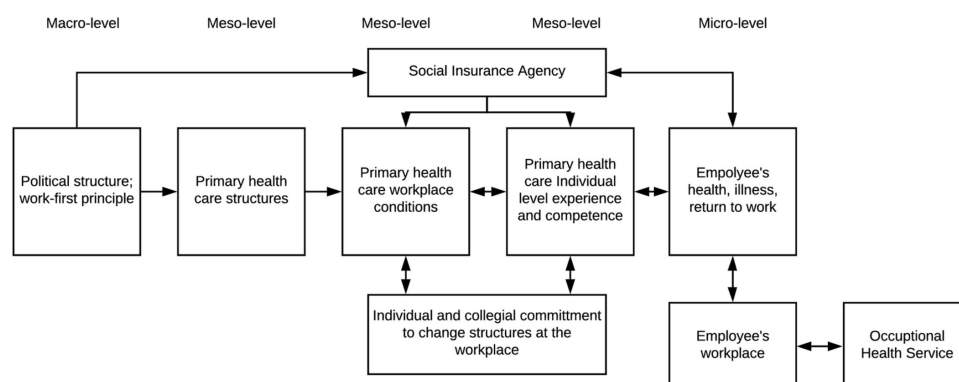 Macro-level
Meso-level
Meso-level
Meso-level
Micro-level
Social Insurance Agency
Political structure;
work-first principle
Primary health
care structures
Primary health
care workplace
conditions
Primary health
care Individual
level experience
and competence
Empolyee's
health, illness,
return to work
Individual and collegial committment
to change structures at the
workplace
Employee's
workplace
Occuptional
Health Service